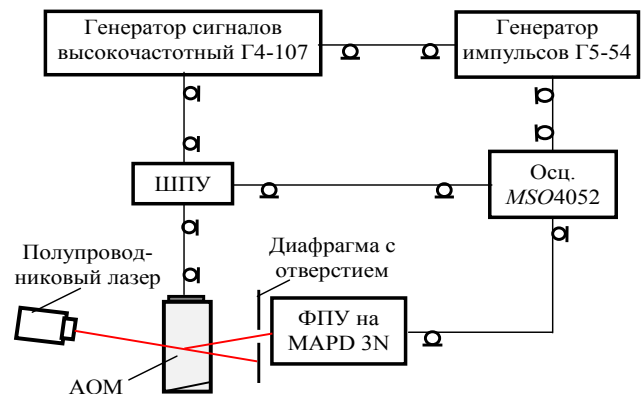 Генератор сигналов
высокочастотный Г4-107
Генератор
импульсов Г5-54
ШПУ
Осц.
MSO4052
Полупровод-
никовый лазер
Диафрагма с
отверстием
ФПУ на
MAPD 3N
АОМ